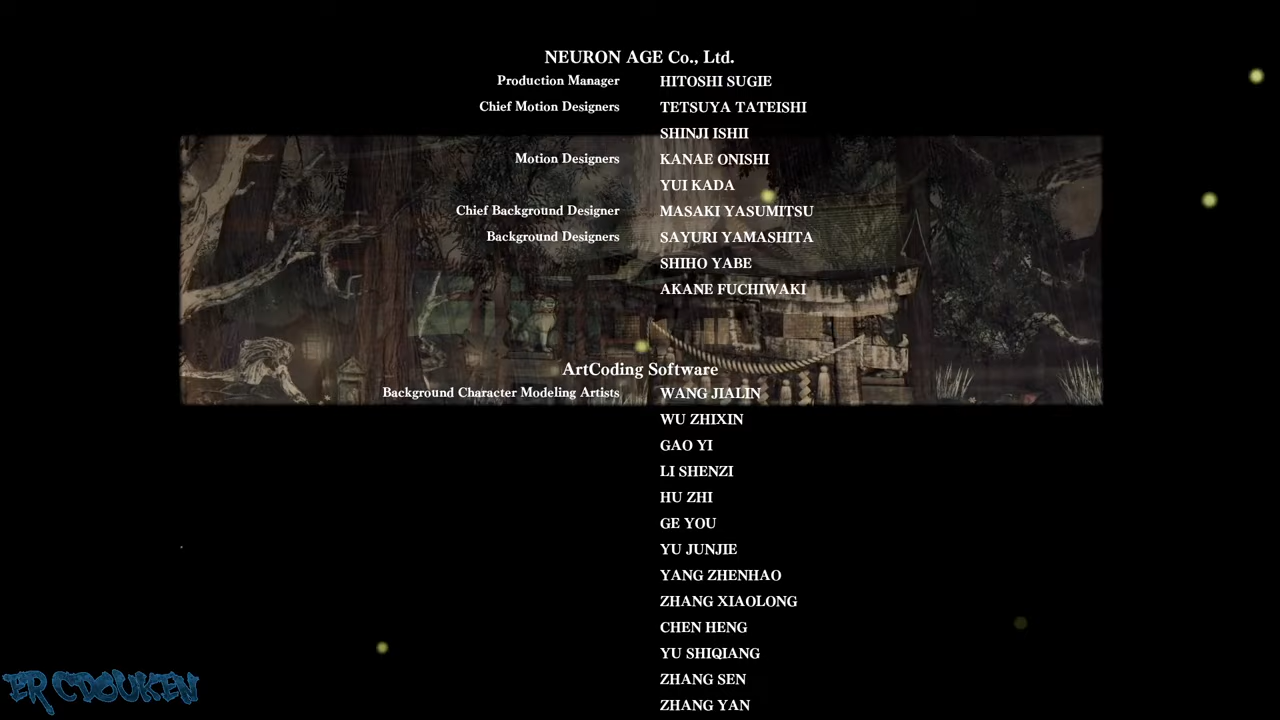 NEURON AGE Co., Ltd.
Production Manager HITOSHI SUGIE
Chief Motion Designers TETSUYA TATEISHI
SHINJI ISHII
Motion Designers KANAE ONISHI
YUI KADA
Chief Background Designer MASAKI YASUMITSU
Background Designers SAYURI YAMASHITA
SHIHO YABE
AKANE FUCHIWAKI
ArtCoding Software
Background Character Modeling Artists WANG JIALIN
WU ZHIXIN
GAO YI
LI SHENZI
HU ZHI
GE YOU
YU JUNJIE
YANG ZHENHAO
ZHANG XIAOLONG
CHEN HENG
YU SHIQIANG
ZHANG SEN
ZHANG YAN
ER CDOUKEN